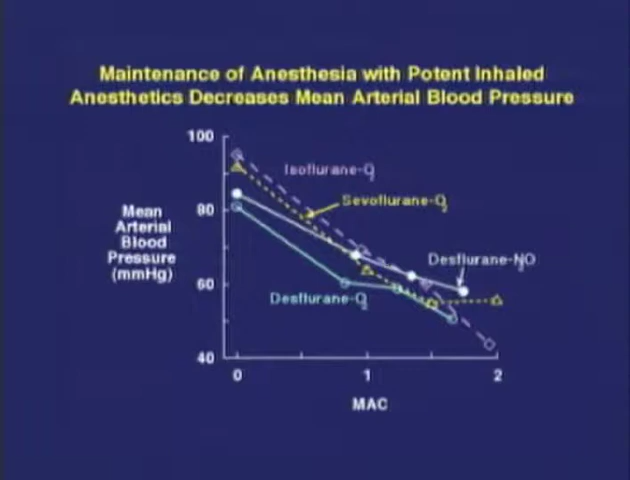 Maintenance of Anesthesia with Potent Inhaled
Anesthetics Decreases Mean Arterial Blood Pressure
100
Isoflurane-O2
Sevoflurane-O2
Mean
Arterial
Blood
Pressure
(mmHg)
80
Desflurane-N2O
60
Desflurane-O2
40
0
1
2
MAC